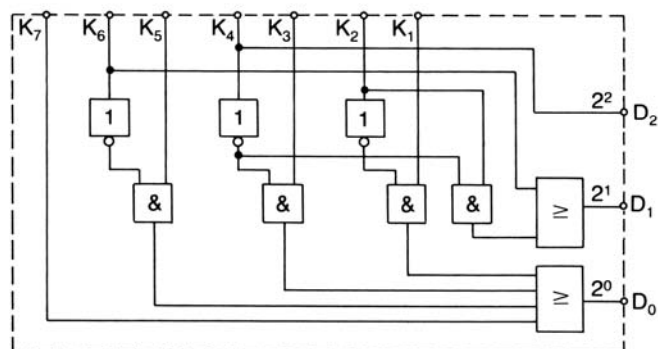 K₇ K₆ K₅ K₄ K₃ K₂ K₁
1 1 1
2² D₂
& & & &
≥ 2¹ D₁
≥ 2⁰ D₀